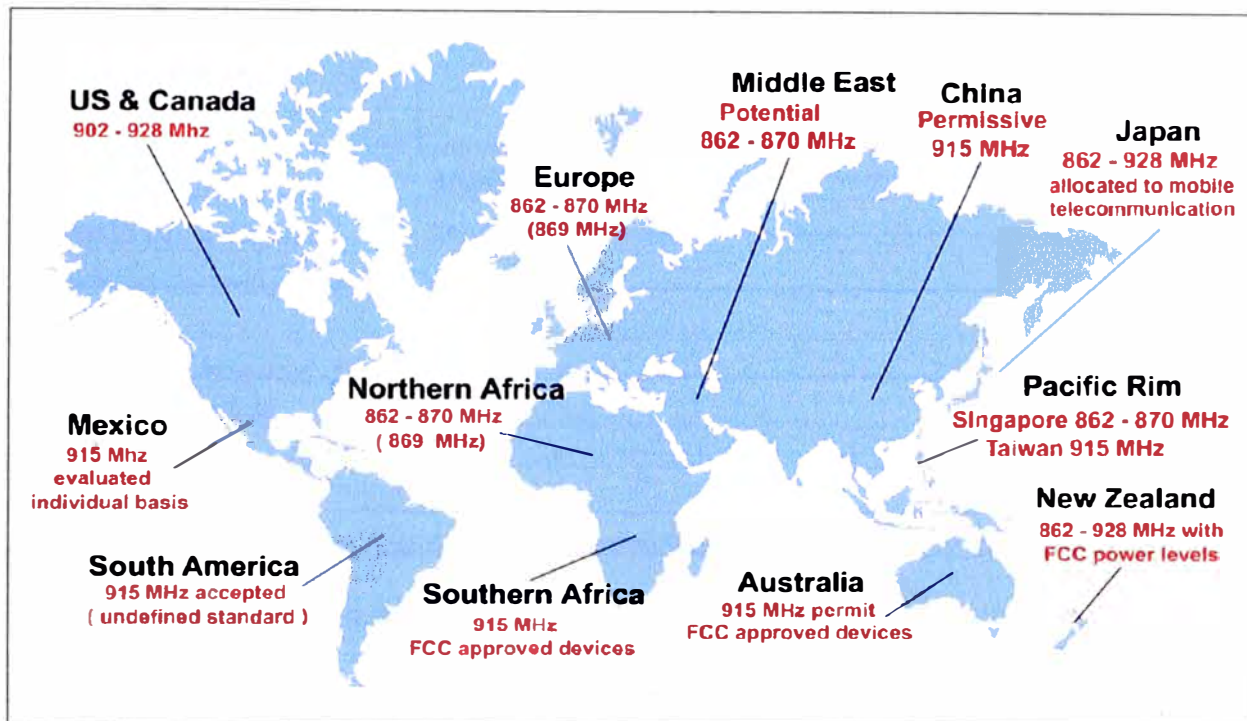 US & Canada
902 - 928 Mhz
Middle East
Potential
862 - 870 MHz
China
Permissive
915 MHz
Japan
862 - 928 MHz
allocated to mobile
telecommunication
Europe
862 - 870 MHz
(869 MHz)
Northern Africa
862 - 870 MHz
( 869 MHz)
Pacific Rim
Singapore 862 - 870 MHz
Taiwan 915 MHz
Mexico
915 Mhz
evaluated
individual basis
New Zealand
862 - 928 MHz with
FCC power levels
South America
915 MHz accepted
( undefined standard )
Southern Africa
915 MHz
FCC approved devices
Australia
915 MHz permit
FCC approved devices